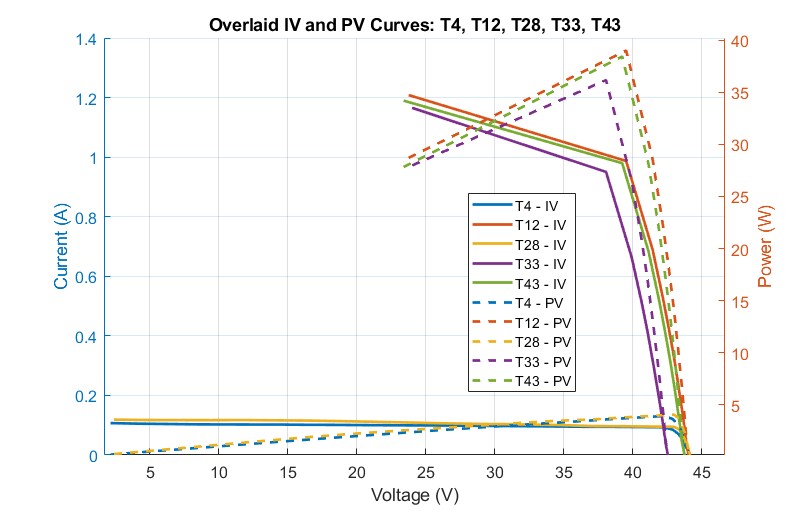 Overlaid IV and PV Curves: T4, T12, T28, T33, T43
1.4
1.2
1
0.8
0.6
0.4
0.2
0
Current (A)
40
35
30
25
20
15
10
5
Power (W)
T4 - IV
T12 - IV
T28 - IV
T33 - IV
T43 - IV
T4 - PV
T12 - PV
T28 - PV
T33 - PV
T43 - PV
5 10 15 20 25 30 35 40 45
Voltage (V)